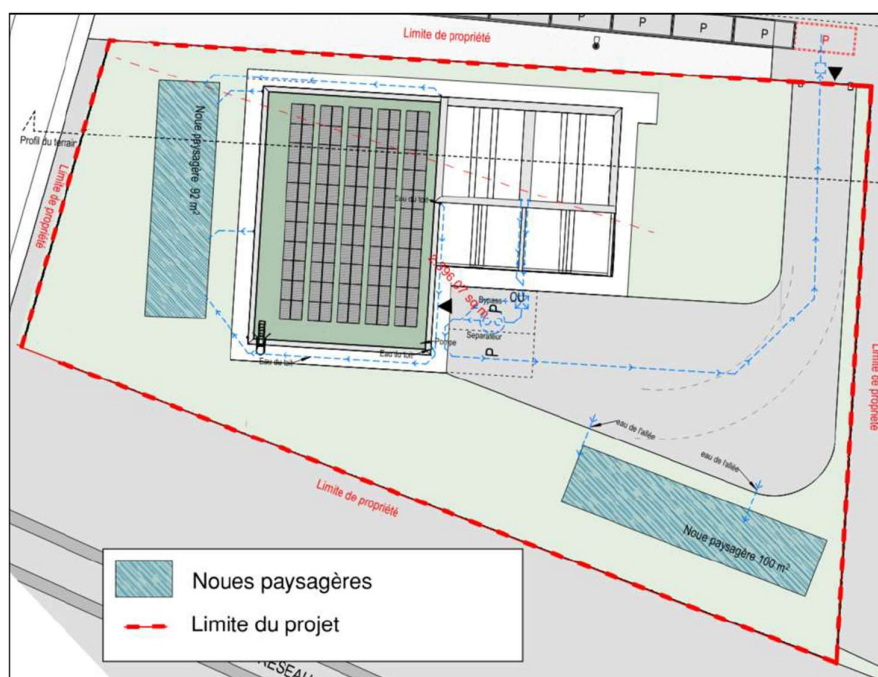 P
P
P
P
P
P
Limite de propriété
Noue paysagère 92 m²
Profil du terrain
Limite de propriété
Eau du toit
Bypass
OU
P
Séparateur
P
Pompe
Eau du toit
Eau du toit
Limite de propriété
eau de l'allée
eau de l'allée
Limite de propriété
Noue paysagère 100 m²
Noues paysagères
Limite du projet
RESEAU